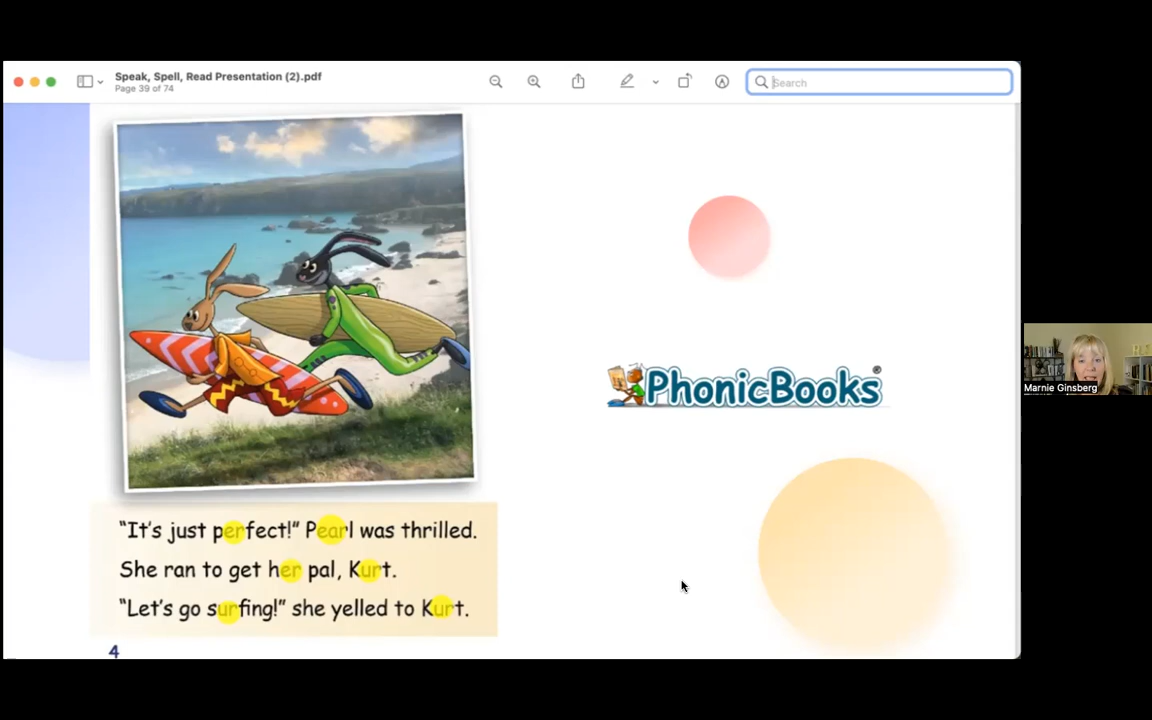 Speak, Spell, Read Presentation (2).pdf
Page 39 of 74
Search
PhonicBooks®
Marnie Ginsberg
"It's just perfect!" Pearl was thrilled.
She ran to get her pal, Kurt.
"Let's go surfing!" she yelled to Kurt.
4